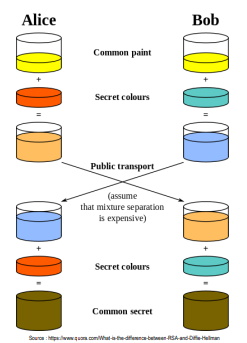 Alice Bob
Common paint
+ +
Secret colours
= =
Public transport
(assume
that mixture separation
is expensive)
+ +
Secret colours
= =
Common secret
Source : https://www.quora.com/What-is-the-difference-between-RSA-and-Diffie-Hellman